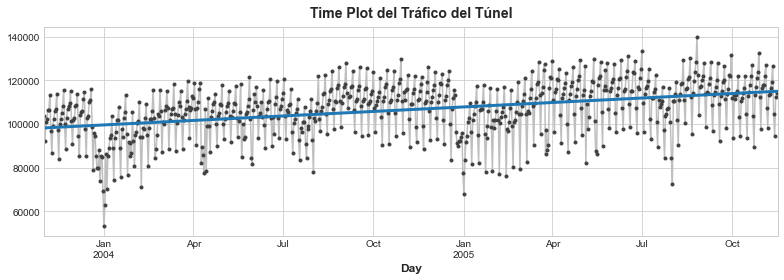 Time Plot del Tráfico del Túnel
140000
120000
100000
80000
60000
Jan Apr Jul Oct Jan Apr Jul Oct
2004 2005
Day